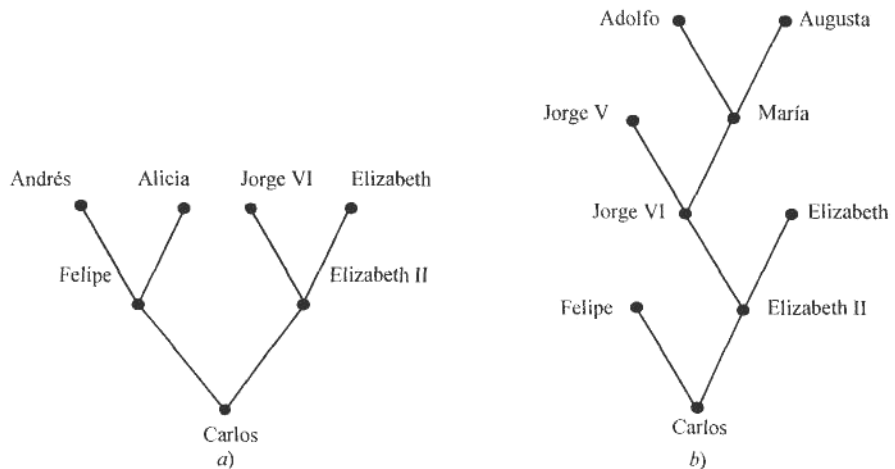 Adolfo Augusta
Jorge V María
Andrés Alicia Jorge VI Elizabeth
Jorge VI Elizabeth
Felipe Elizabeth II
Felipe Elizabeth II
Carlos
Carlos
a)
b)